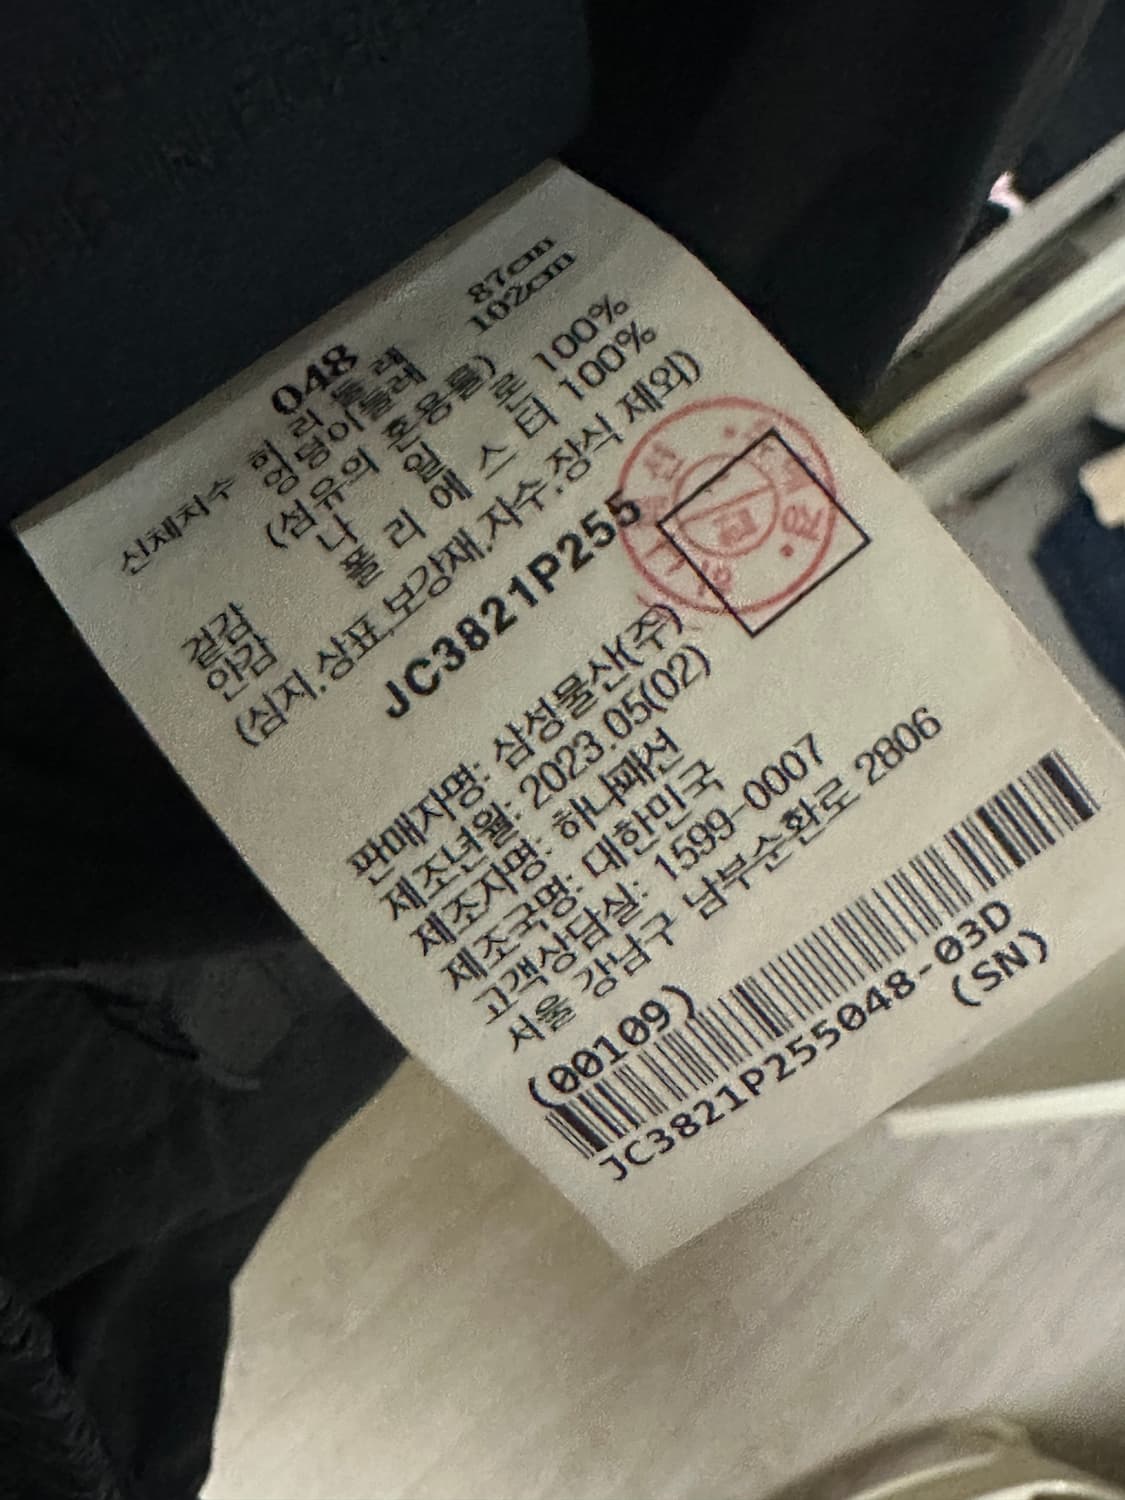 048
신체치수 허리둘레 87cm
엉덩이둘레 102cm
(섬유의 혼용률)
겉감 나일론 100%
안감 폴리에스터 100%
(심지,상표,보강재,자수,장식 제외)
JC3821P255
판매자명: 삼성물산(주)
제조년월: 2023.05(02)
제조자명: 하나패션
제조국명: 대한민국
고객상담실: 1599-0007
서울 강남구 남부순환로 2806
(00109)
JC3821P255048-03D
(SN)